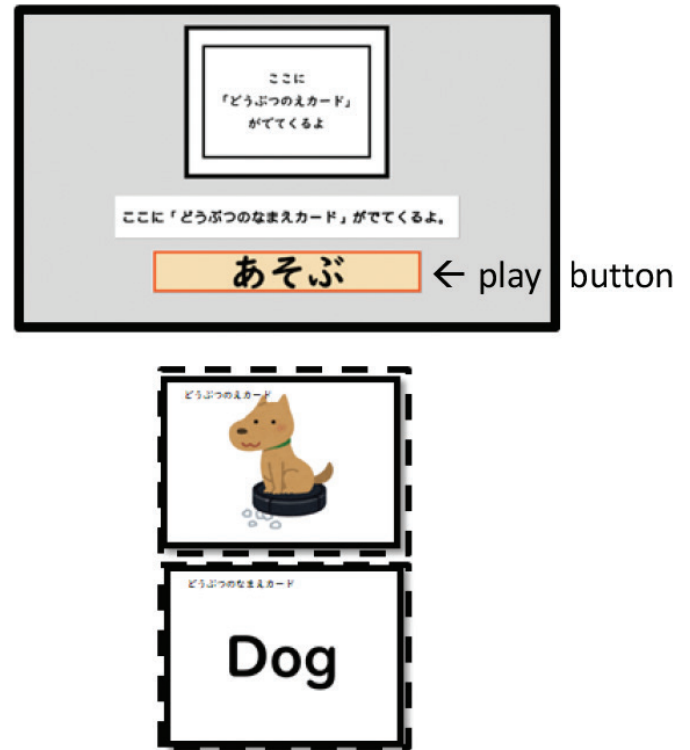 ここに
「どうぶつのえカード」
がでてくるよ
ここに「どうぶつのなまえカード」がでてくるよ。
あそぶ ← play button
どうぶつのえカード
どうぶつのなまえカード
Dog